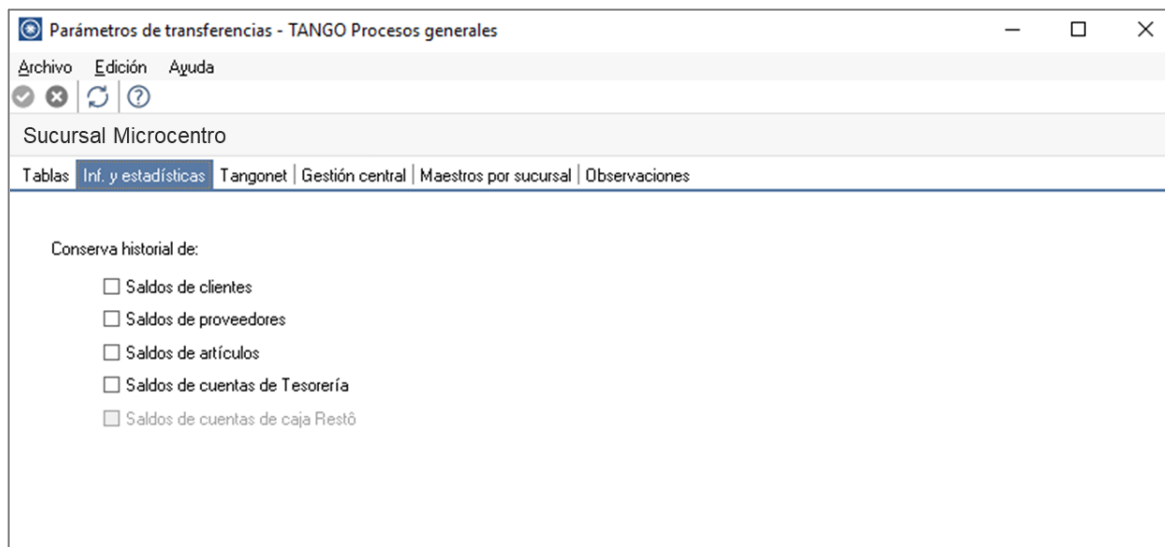 Parámetros de transferencias - TANGO Procesos generales
Archivo Edición Ayuda
Sucursal Microcentro
Tablas Inf. y estadísticas Tangonet Gestión central Maestros por sucursal Observaciones
Conserva historial de:
Saldos de clientes
Saldos de proveedores
Saldos de artículos
Saldos de cuentas de Tesorería
Saldos de cuentas de caja Restô